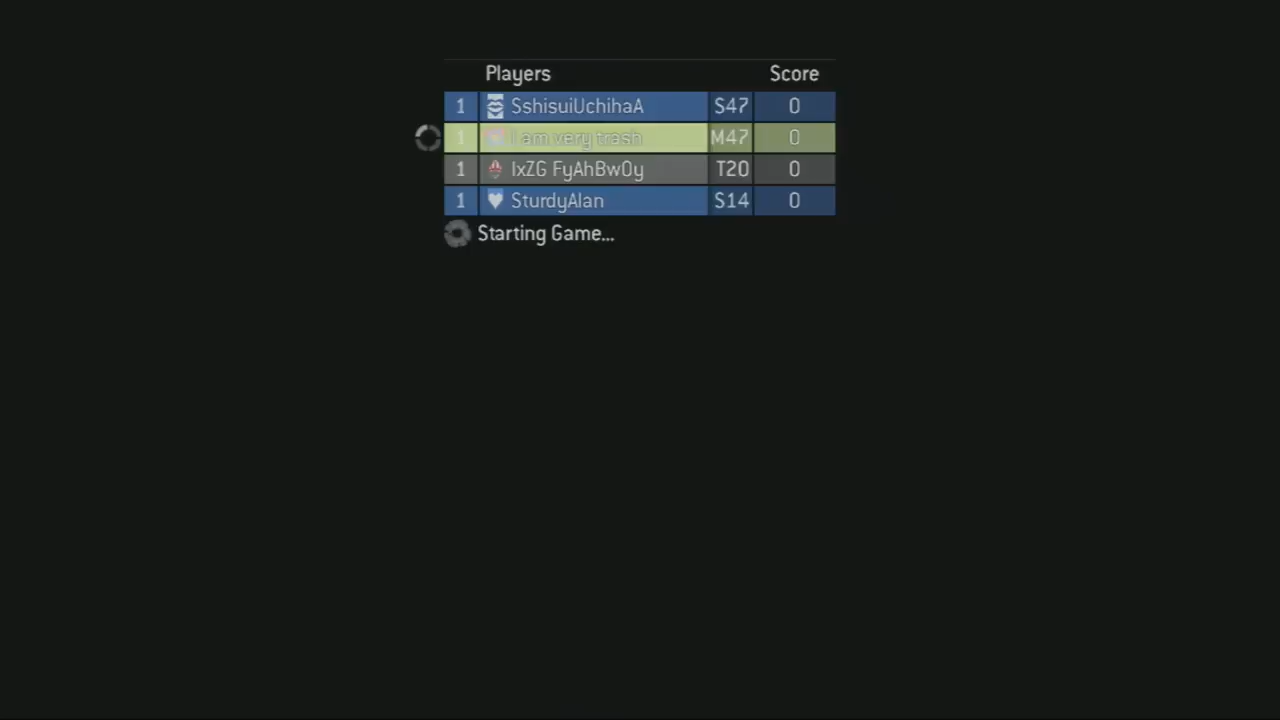 Players Score
1 SshisuiUchihaA S47 0
1 I am very trash M47 0
1 IxZG FyAhBwOy T20 0
1 SturdyAlan S14 0
Starting Game...